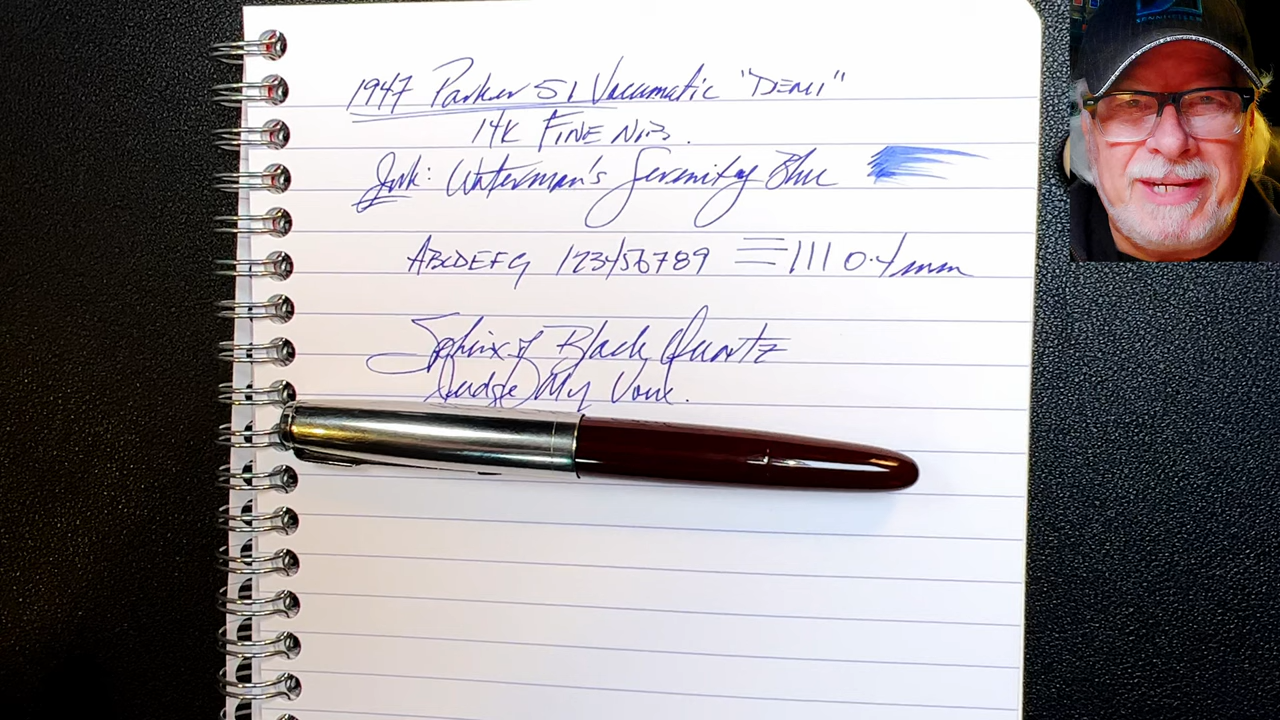 1947 Parker 51 Vacumatic "DEMI"
14K FINE NIB.
Ink: Waterman's Serenity Blue
ABCDEFG 123456789 111 0.4mm
Sphinx of Black Quartz
Judge My Vow.